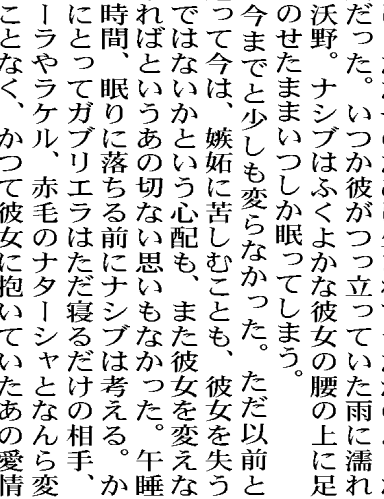 だった。いつか彼がつっ立っていた雨に濡れ
沃野。ナシブはふくよかな彼女の腰の上に足
のせたままいつしか眠ってしまう。
今までと少しも変らなかった。ただ以前と
って今は、嫉妬に苦しむことも、彼女を失う
ではないかという心配も、また彼女を変えな
ればというあの切ない思いもなかった。午睡
時間、眠りに落ちる前にナシブは考える。か
にとってガブリエラはただ寝るだけの相手、
ーラやラケル、赤毛のナターシャとなんら変
ことなく、かつて彼女に抱いていたあの愛情